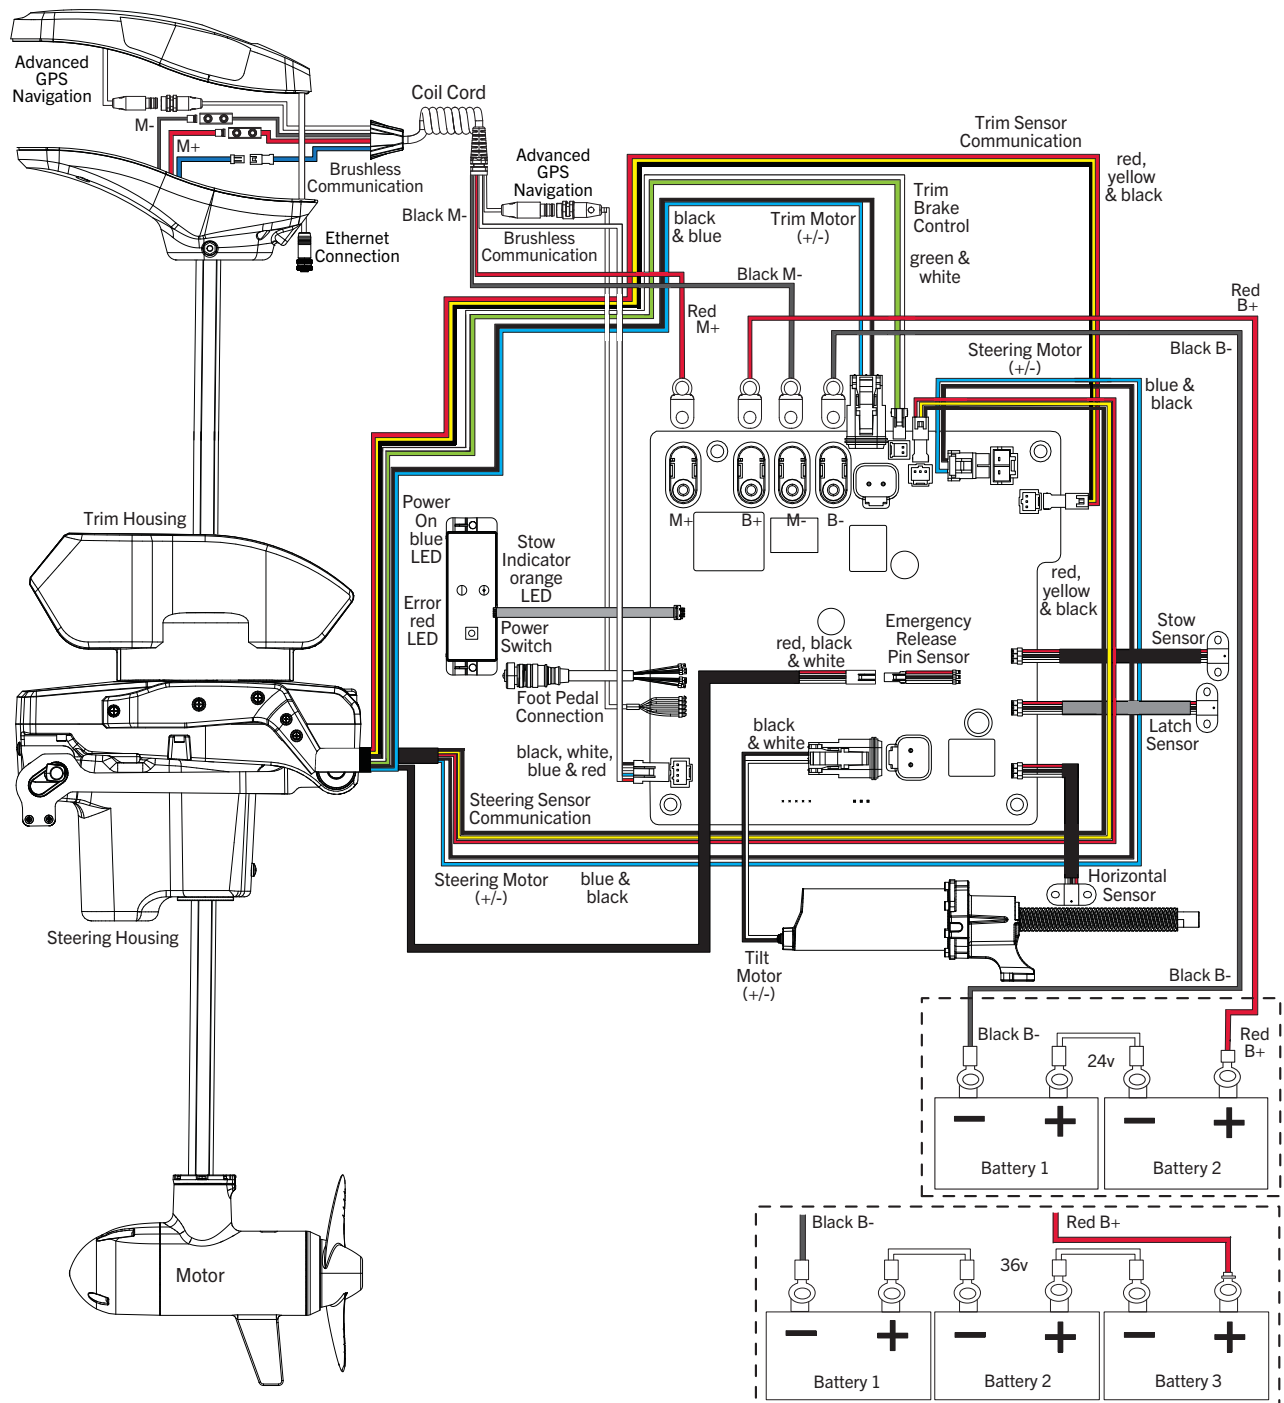 Advanced
GPS
Navigation
M-
M+
Coil Cord
Brushless
Communication
Black M-
Ethernet
Connection
Advanced
GPS
Navigation
Brushless
Communication
Trim Sensor
Communication
red,
yellow
& black
Trim
Brake
Control
black
& blue
Trim Motor
(+/-)
green &
white
Black M-
Red
M+
Red
B+
Black B-
Steering Motor
(+/-)
blue &
black
M+
B+
M-
B-
Trim Housing
Power
On
blue
LED
Stow
Indicator
orange
LED
Error
red
LED
Power
Switch
red,
yellow
& black
Stow
Sensor
Emergency
Release
Pin Sensor
red, black
& white
Foot Pedal
Connection
Latch
Sensor
black
& white
black, white,
blue & red
Steering Sensor
Communication
Steering Motor
(+/-)
blue &
black
Horizontal
Sensor
Steering Housing
Tilt
Motor
(+/-)
Black B-
Black B-
24v
Red
B+
Battery 1
Battery 2
Black B-
Red B+
36v
Motor
Battery 1
Battery 2
Battery 3